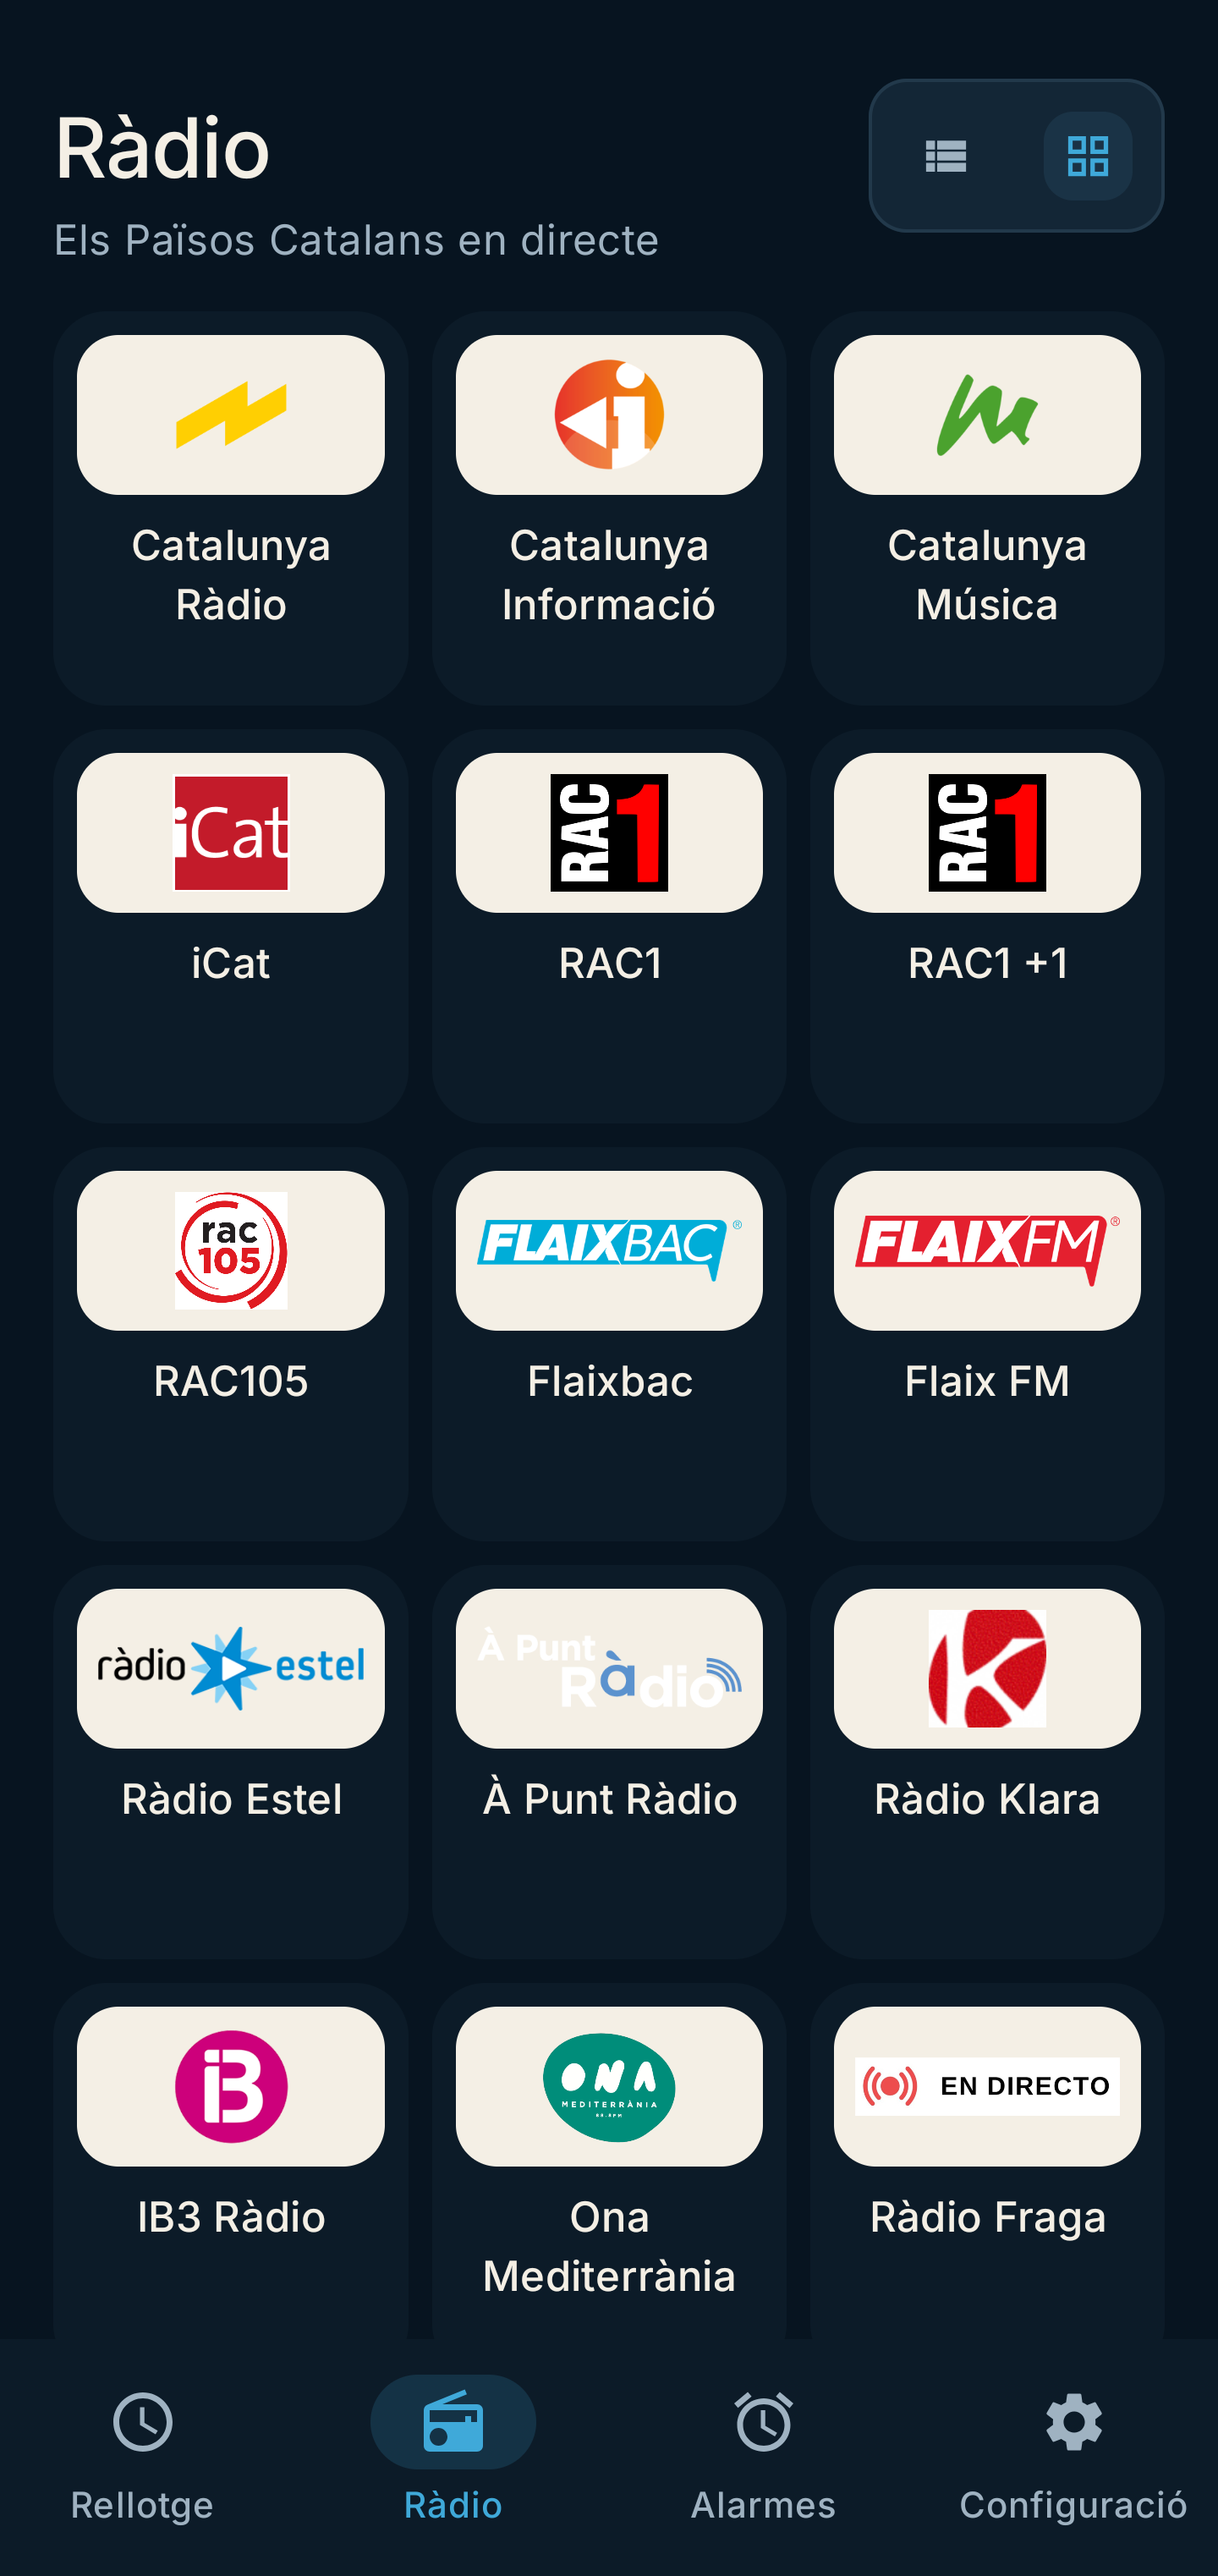 Ràdio
Els Països Catalans en directe
Catalunya
Ràdio
Catalunya
Informació
Catalunya
Música
iCat
iCat
RAC1
RAC1
RAC1
RAC1 +1
rac
105
RAC105
FLAIXBAC®
Flaixbac
FLAIXFM®
Flaix FM
ràdio estel
Ràdio Estel
À Punt
Ràdio
À Punt Ràdio
K
Ràdio Klara
iB
IB3 Ràdio
ONA
MEDITERRÀNIA
Ona
Mediterrània
EN DIRECTO
Ràdio Fraga
Rellotge
Ràdio
Alarmes
Configuració